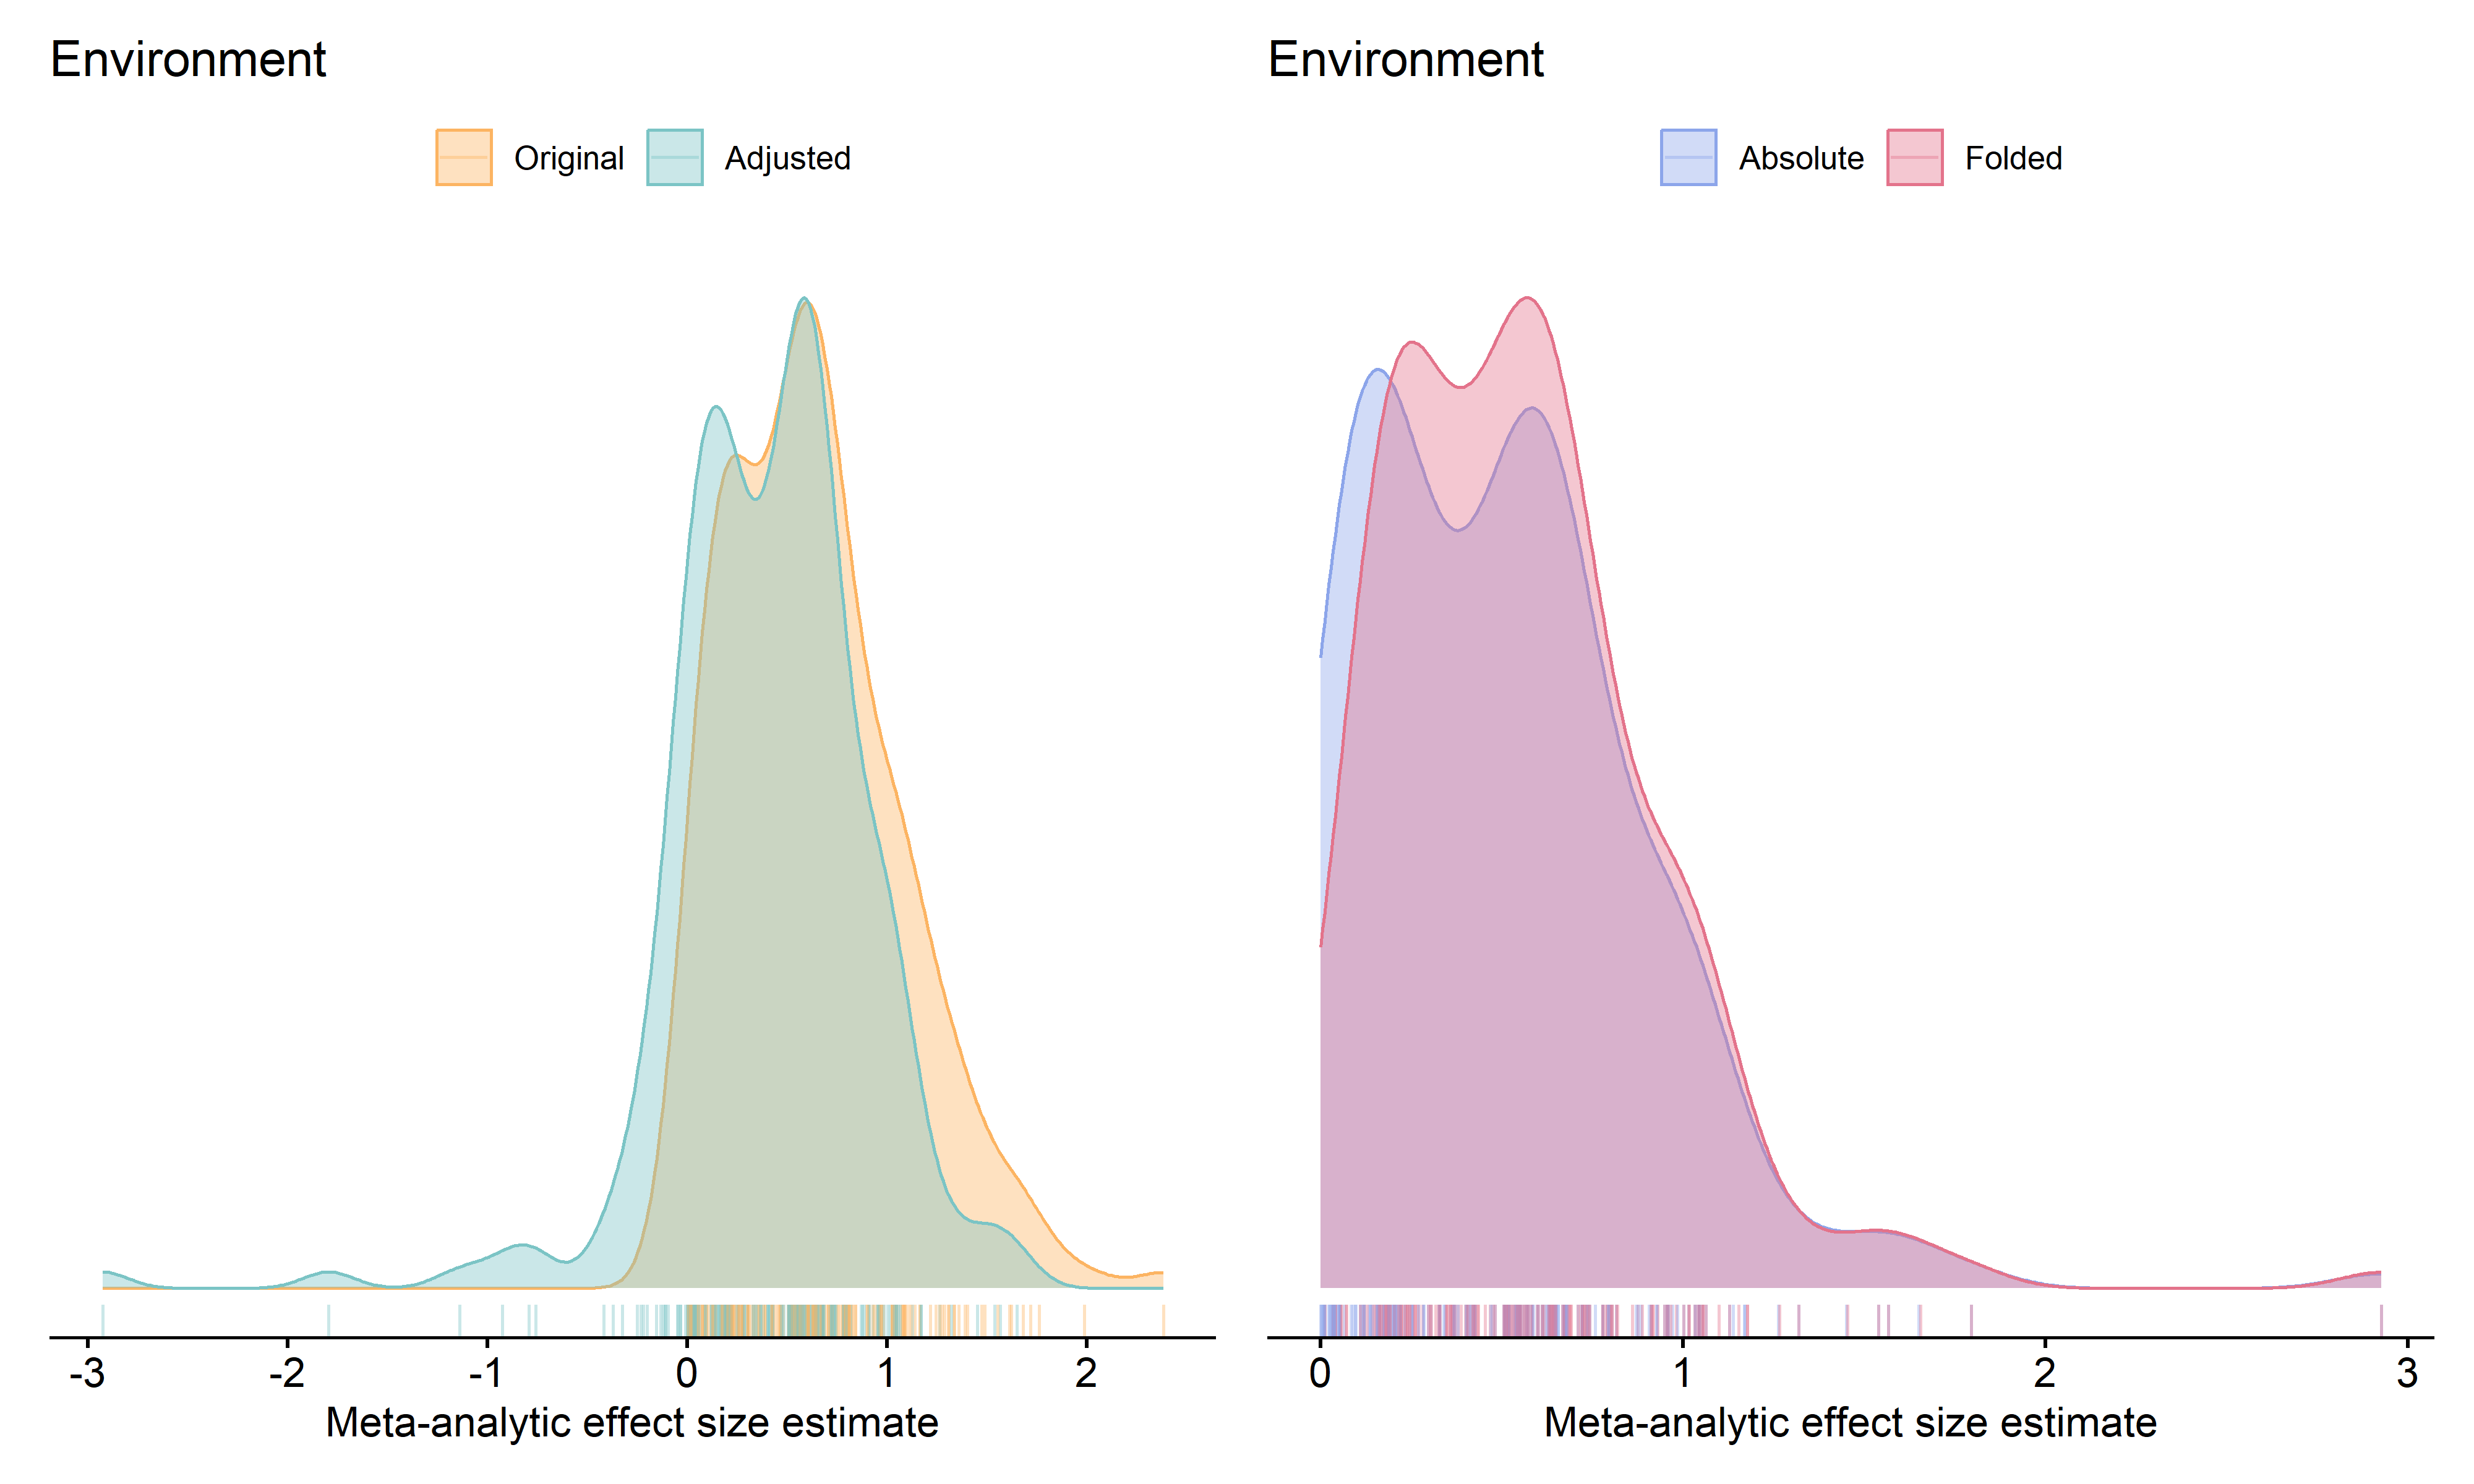 Environment
Original Adjusted
-3 -2 -1 0 1 2
Meta-analytic effect size estimate
Environment
Absolute Folded
0 1 2 3
Meta-analytic effect size estimate